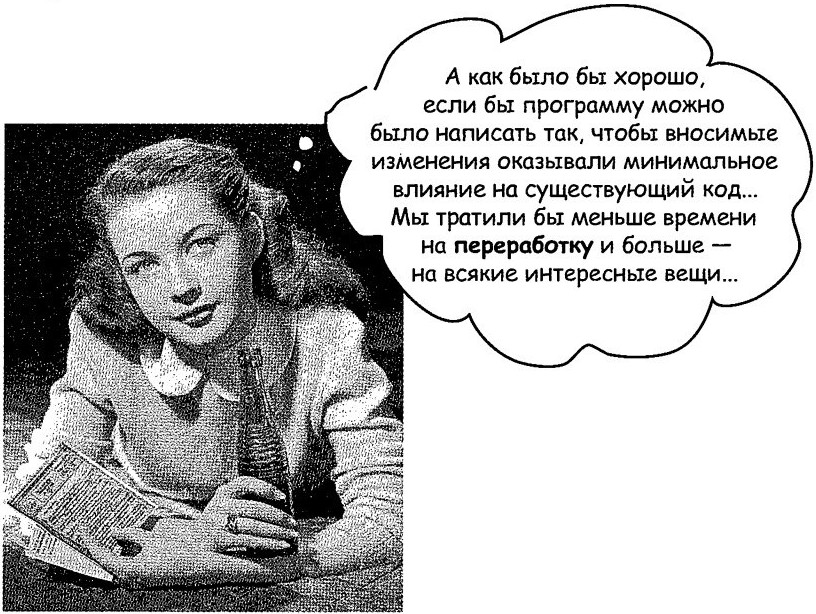 А как было бы хорошо,
если бы программу можно
было написать так, чтобы вносимые
изменения оказывали минимальное
влияние на существующий код...
Мы тратили бы меньше времени
на переработку и больше —
на всякие интересные вещи...